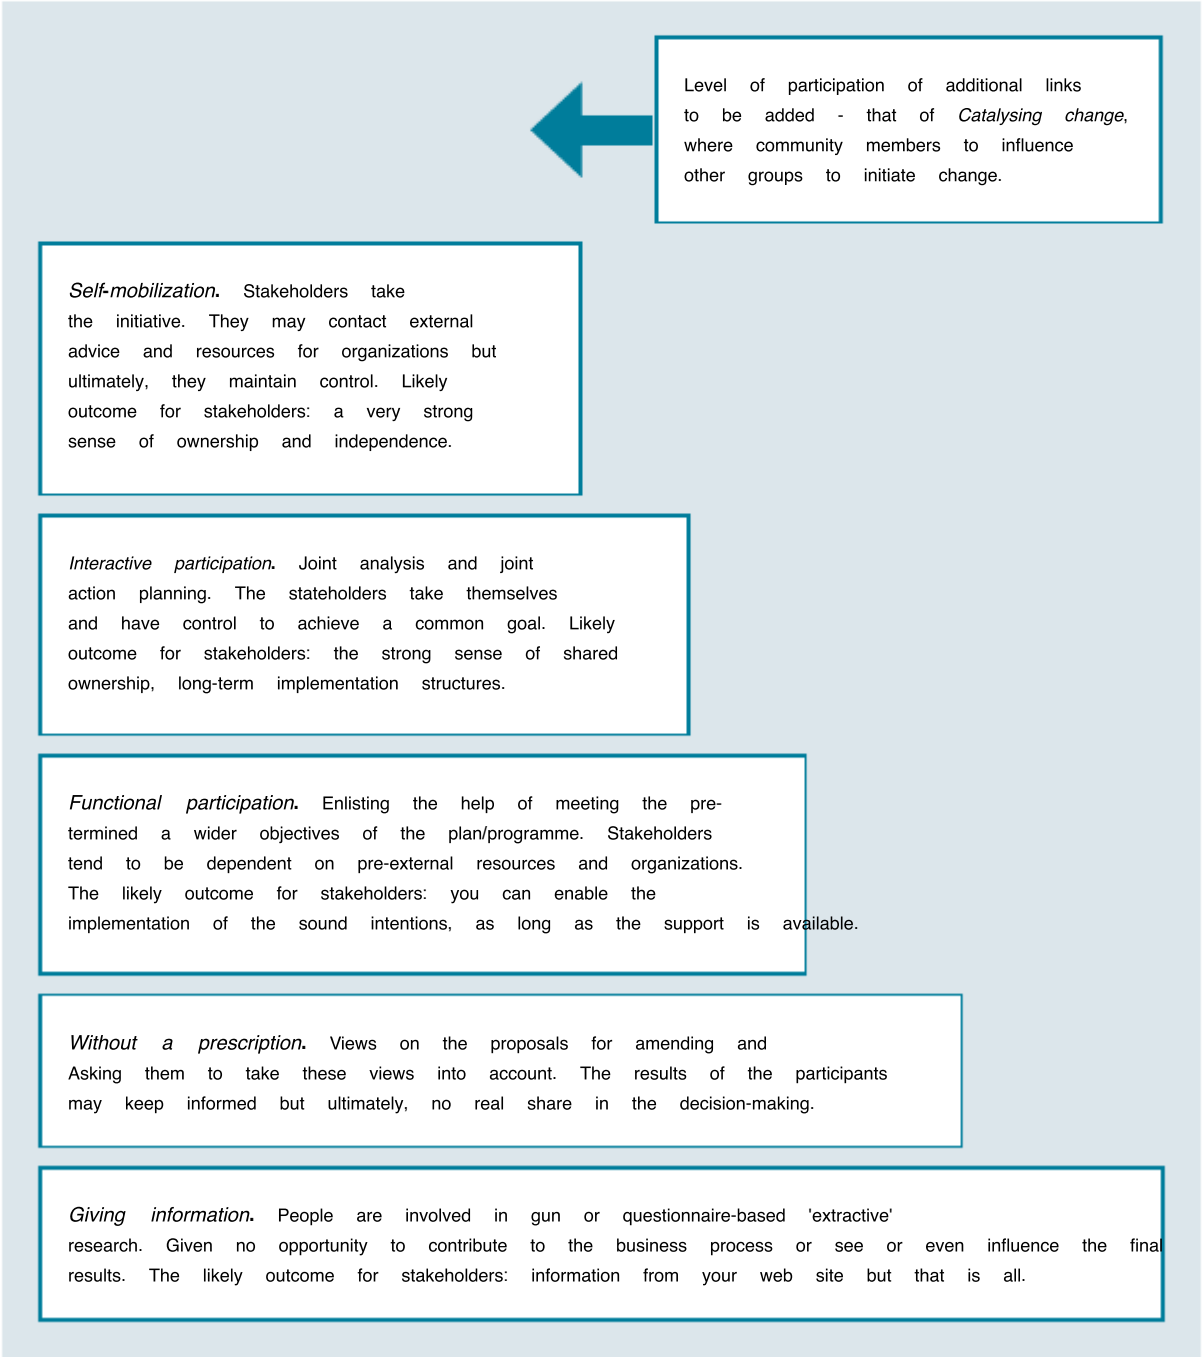 Level of participation of additional links
to be added - that of Catalysing change,
where community members to influence
other groups to initiate change.
Self-mobilization. Stakeholders take
the initiative. They may contact external
advice and resources for organizations but
ultimately, they maintain control. Likely
outcome for stakeholders: a very strong
sense of ownership and independence.
Interactive participation. Joint analysis and joint
action planning. The stateholders take themselves
and have control to achieve a common goal. Likely
outcome for stakeholders: the strong sense of shared
ownership, long-term implementation structures.
Functional participation. Enlisting the help of meeting the pre-
termined a wider objectives of the plan/programme. Stakeholders
tend to be dependent on pre-external resources and organizations.
The likely outcome for stakeholders: you can enable the
implementation of the sound intentions, as long as the support is available.
Without a prescription. Views on the proposals for amending and
Asking them to take these views into account. The results of the participants
may keep informed but ultimately, no real share in the decision-making.
Giving information. People are involved in gun or questionnaire-based 'extractive'
research. Given no opportunity to contribute to the business process or see or even influence the final
results. The likely outcome for stakeholders: information from your web site but that is all.